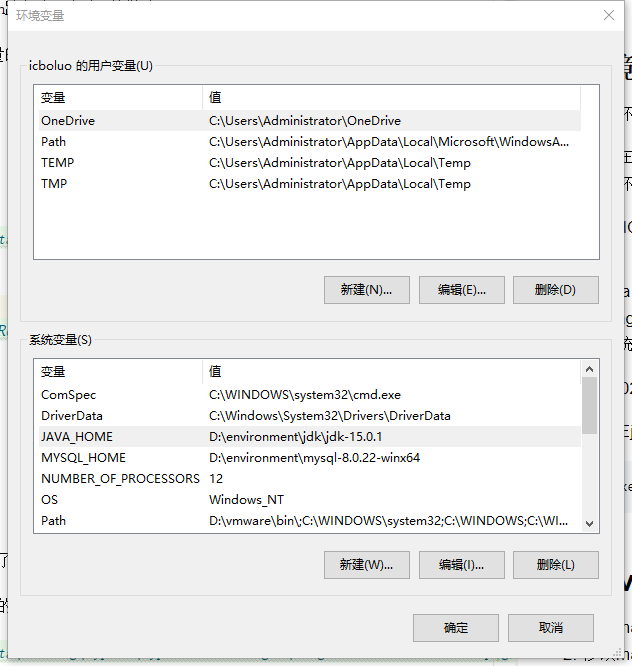 环境变量
icboluo 的用户变量(U)
变量 值
OneDrive C:\Users\Administrator\OneDrive
Path C:\Users\Administrator\AppData\Local\Microsoft\WindowsA...
TEMP C:\Users\Administrator\AppData\Local\Temp
TMP C:\Users\Administrator\AppData\Local\Temp
新建(N)... 编辑(E)... 删除(D)
系统变量(S)
变量 值
ComSpec C:\WINDOWS\system32\cmd.exe
DriverData C:\Windows\System32\Drivers\DriverData
JAVA_HOME D:\environment\jdk\jdk-15.0.1
MYSQL_HOME D:\environment\mysql-8.0.22-winx64
NUMBER_OF_PROCESSORS 12
OS Windows_NT
Path D:\vmware\bin\;C:\WINDOWS\system32;C:\WINDOWS;C:\WI...
新建(W)... 编辑(I)... 删除(L)
确定 取消